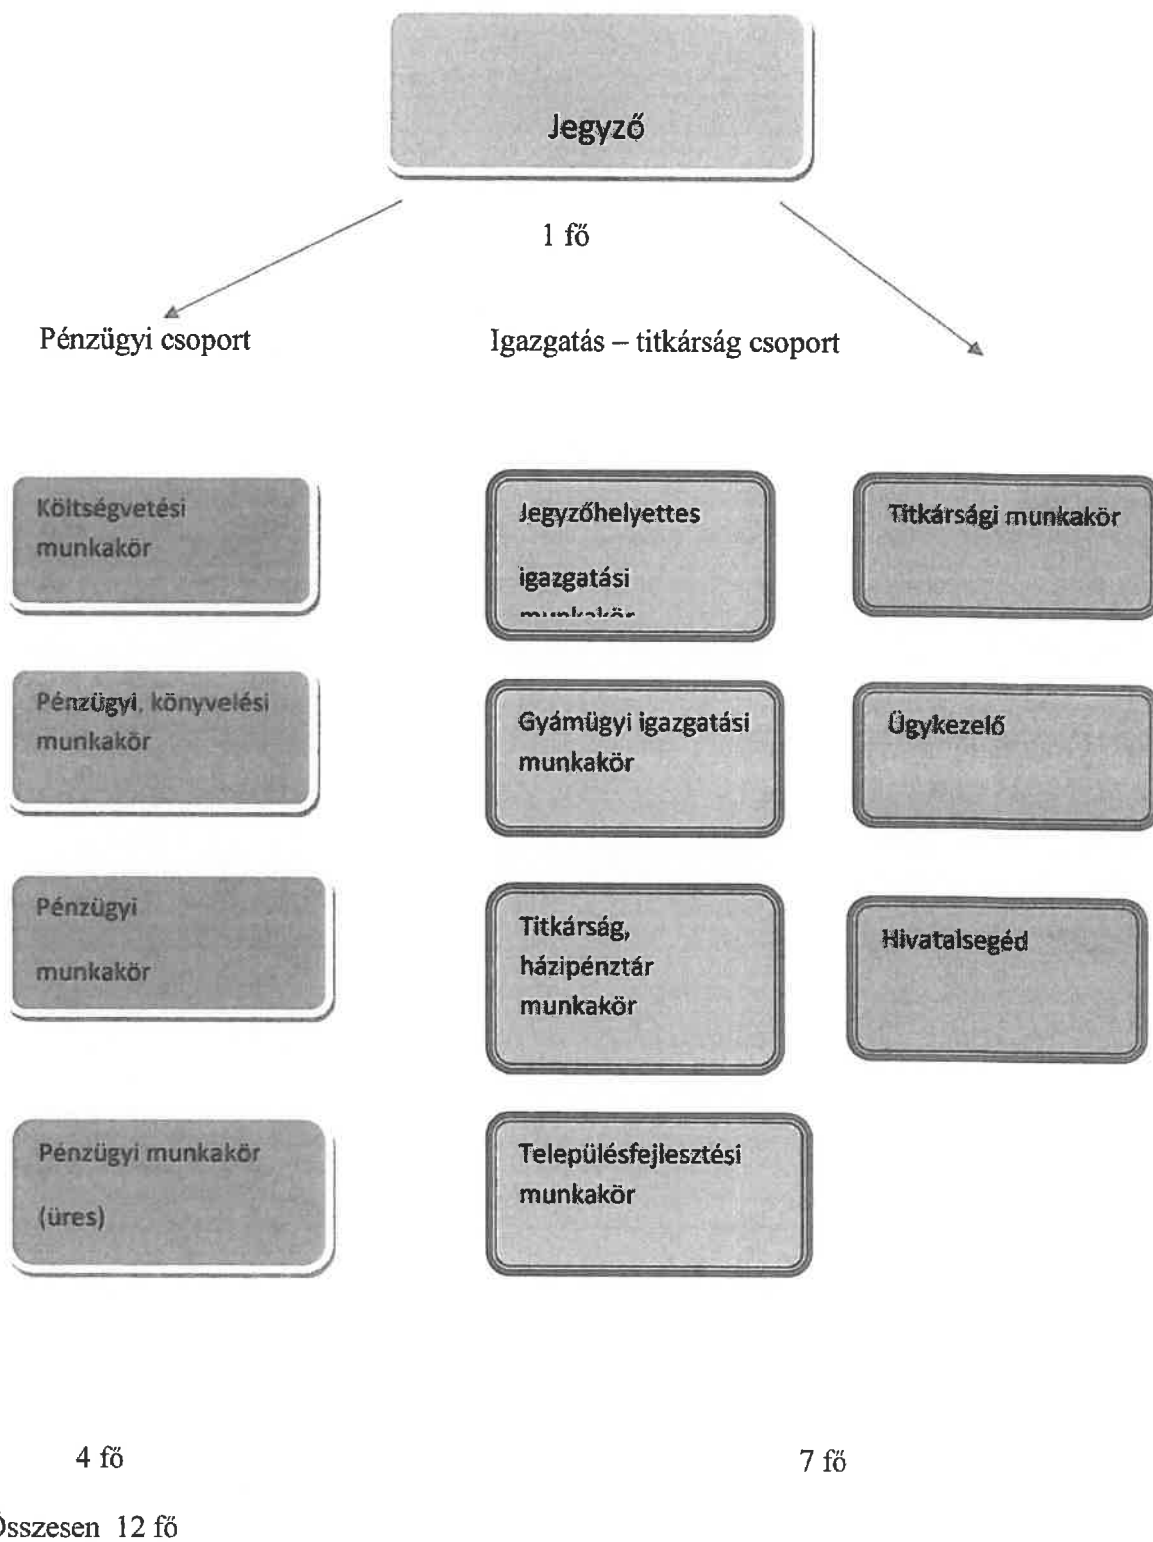 Jegyző
1 fő
Pénzügyi csoport
Igazgatás – titkárság csoport
Költségvetési
munkakör
Pénzügyi, könyvelési
munkakör
Pénzügyi
munkakör
Pénzügyi munkakör
(üres)
Jegyzőhelyettes
igazgatási
munkakör
Gyámügyi igazgatási
munkakör
Titkárság,
házipénztár
munkakör
Településfejlesztési
munkakör
Titkársági munkakör
Ügykezelő
Hivatalsegéd
4 fő
7 fő
Összesen 12 fő